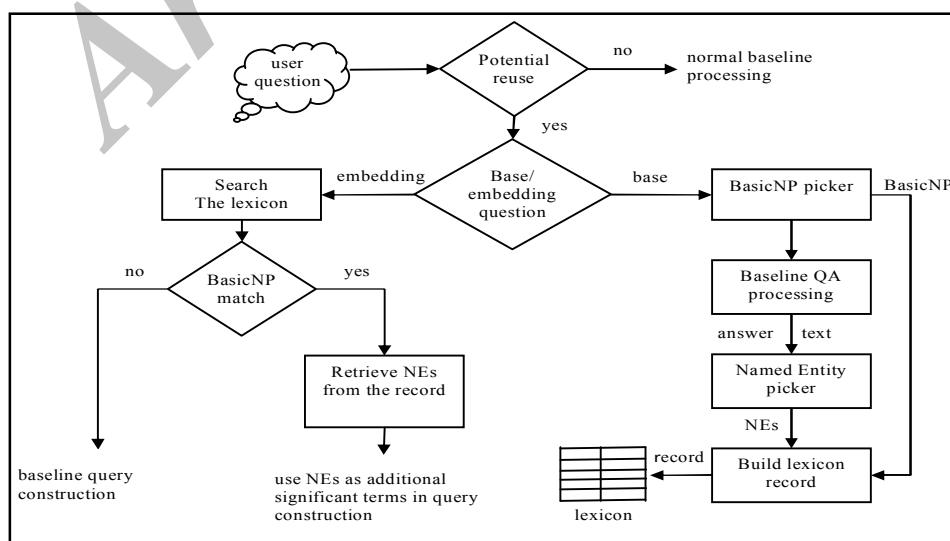 user
question
Potential
reuse
no
normal baseline
processing
yes
Search
The lexicon
embedding
Base/
embedding
question
base
BasicNP picker
BasicNP
no
BasicNP
match
yes
Baseline QA
processing
answer text
Retrieve NEs
from the record
Named Entity
picker
NEs
baseline query
construction
use NEs as additional
significant terms in query
construction
record
lexicon
Build lexicon
record